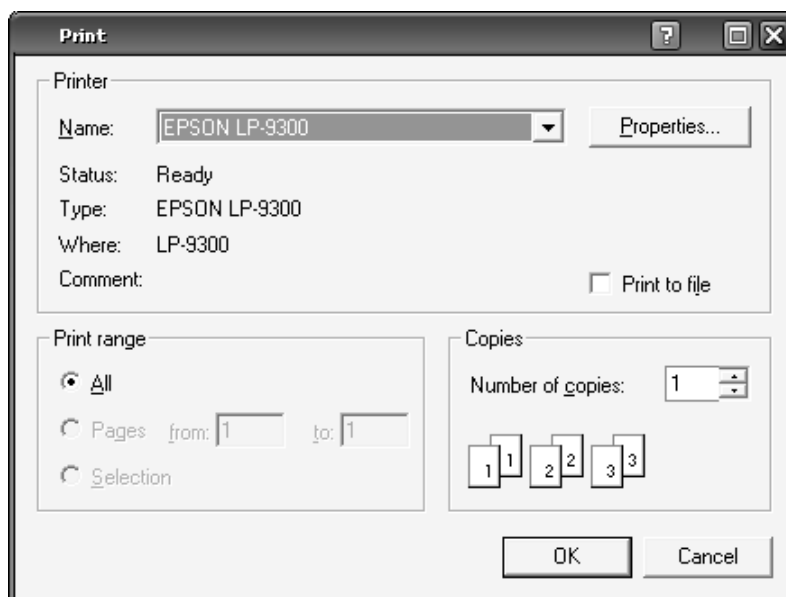 Print
Printer
Name: EPSON LP-9300 Properties...
Status: Ready
Type: EPSON LP-9300
Where: LP-9300
Comment: Print to file
Print range
All
Pages from: 1 to: 1
Selection
Copies
Number of copies: 1
1 1 2 2 3 3
OK Cancel